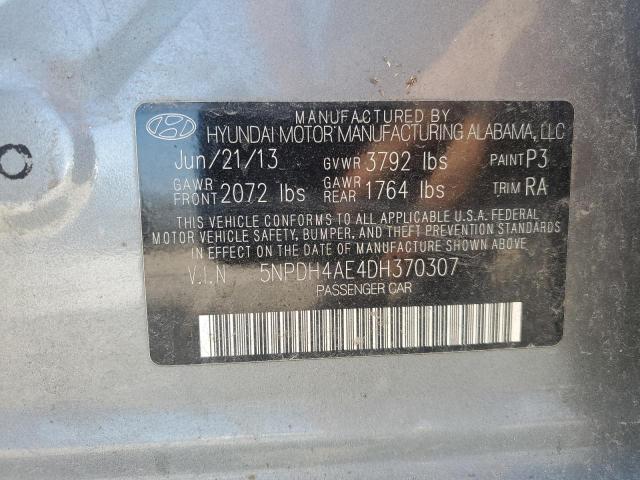 MANUFACTURED BY
HYUNDAI MOTOR MANUFACTURING ALABAMA, LLC
Jun/21/13 GVWR 3792 lbs PAINT P3
GAWR FRONT 2072 lbs GAWR REAR 1764 lbs TRIM RA
THIS VEHICLE CONFORMS TO ALL APPLICABLE U.S.A. FEDERAL
MOTOR VEHICLE SAFETY, BUMPER, AND THEFT PREVENTION STANDARDS
IN EFFECT ON THE DATE OF MANUFACTURE SHOWN ABOVE.
V.I.N 5NPDH4AE4DH370307
PASSENGER CAR